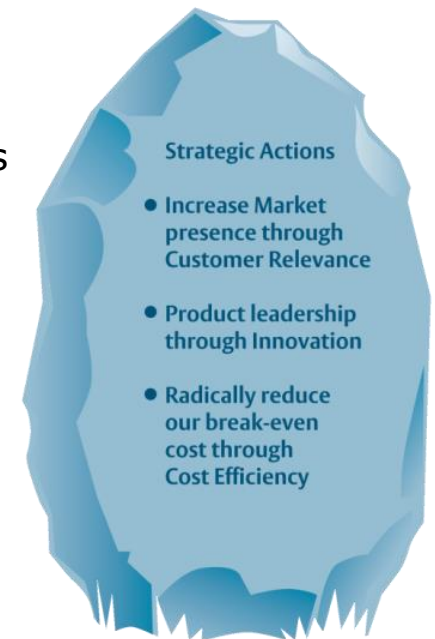 s
Strategic Actions
• Increase Market
presence through
Customer Relevance
• Product leadership
through Innovation
• Radically reduce
our break-even
cost through
Cost Efficiency